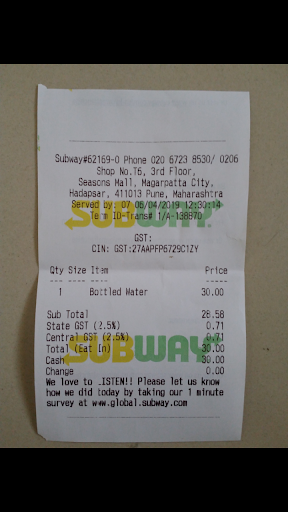 Subway#62169-0 Phone 020 6723 8530/ 0206
Shop No.T6, 3rd Floor,
Seasons Mall, Magarpatta City,
Hadapsar, 411013 Pune, Maharashtra
Served by: 07 08/04/2019 12:30:14
Term ID-Trans# 1/A-138870
SUBWAY
GST:
CIN: GST:27AAPFP6729C1ZY
Qty Size Item Price
1 Bottled Water 30.00
Sub Total 28.58
State GST (2.5%) 0.71
Central GST (2.5%) 0.71
SUBWAY
Total (Eat In) 30.00
Cash 30.00
Change 0.00
We love to LISTEN!! Please let us know
how we did today by taking our 1 minute
survey at www.global.subway.com